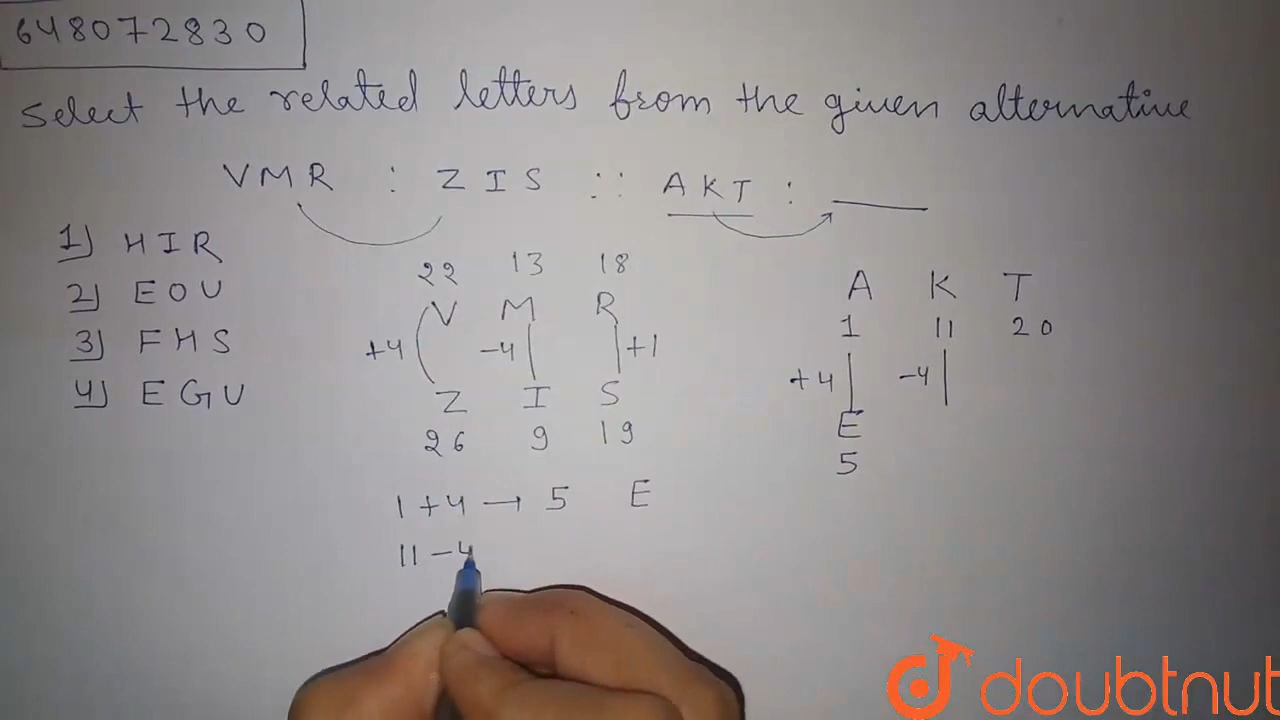 648072830
Select the related letters from the given alternative
VMR : ZIS :: AKT : ____
1) HIR
2) EOU
3) FHS
4) EGU
22 13 18
V M R
+4 -4 +1
Z I S
26 9 19
A K T
1 11 20
+4 -4
E
5
1 + 4 → 5 E
11 - 4
doubtnut